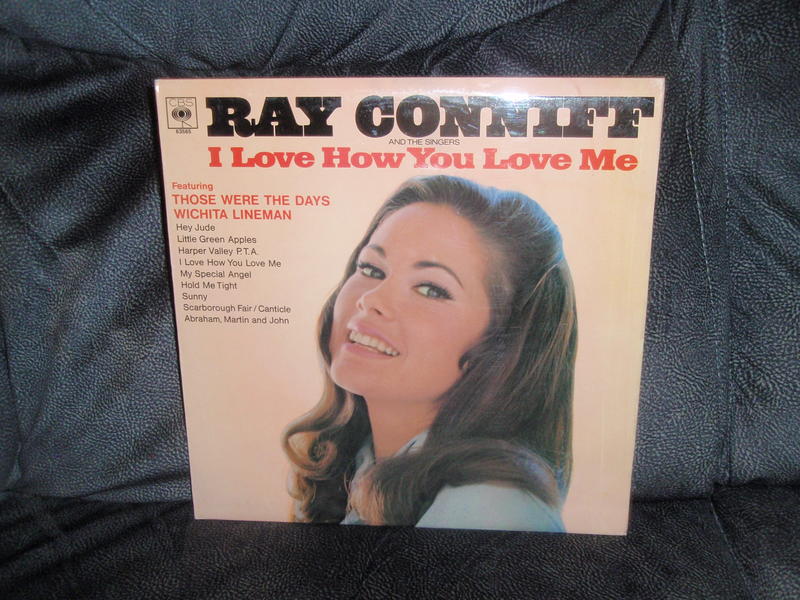 CBS
63565
RAY CONNIFF
AND THE SINGERS
I Love How You Love Me
Featuring
THOSE WERE THE DAYS
WICHITA LINEMAN
Hey Jude
Little Green Apples
Harper Valley P.T.A.
I Love How You Love Me
My Special Angel
Hold Me Tight
Sunny
Scarborough Fair/Canticle
Abraham, Martin and John